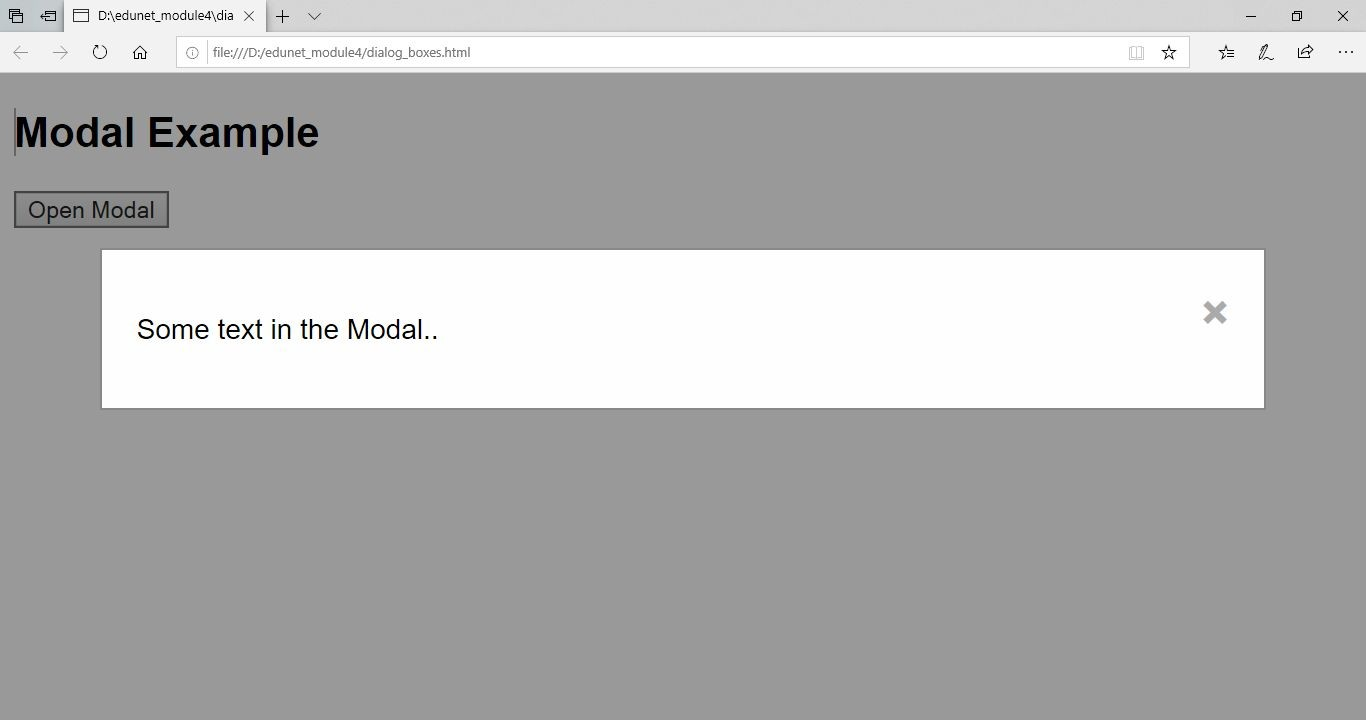 D:\edunet_module4\dia
file:///D:/edunet_module4/dialog_boxes.html
Modal Example
Open Modal
Some text in the Modal..